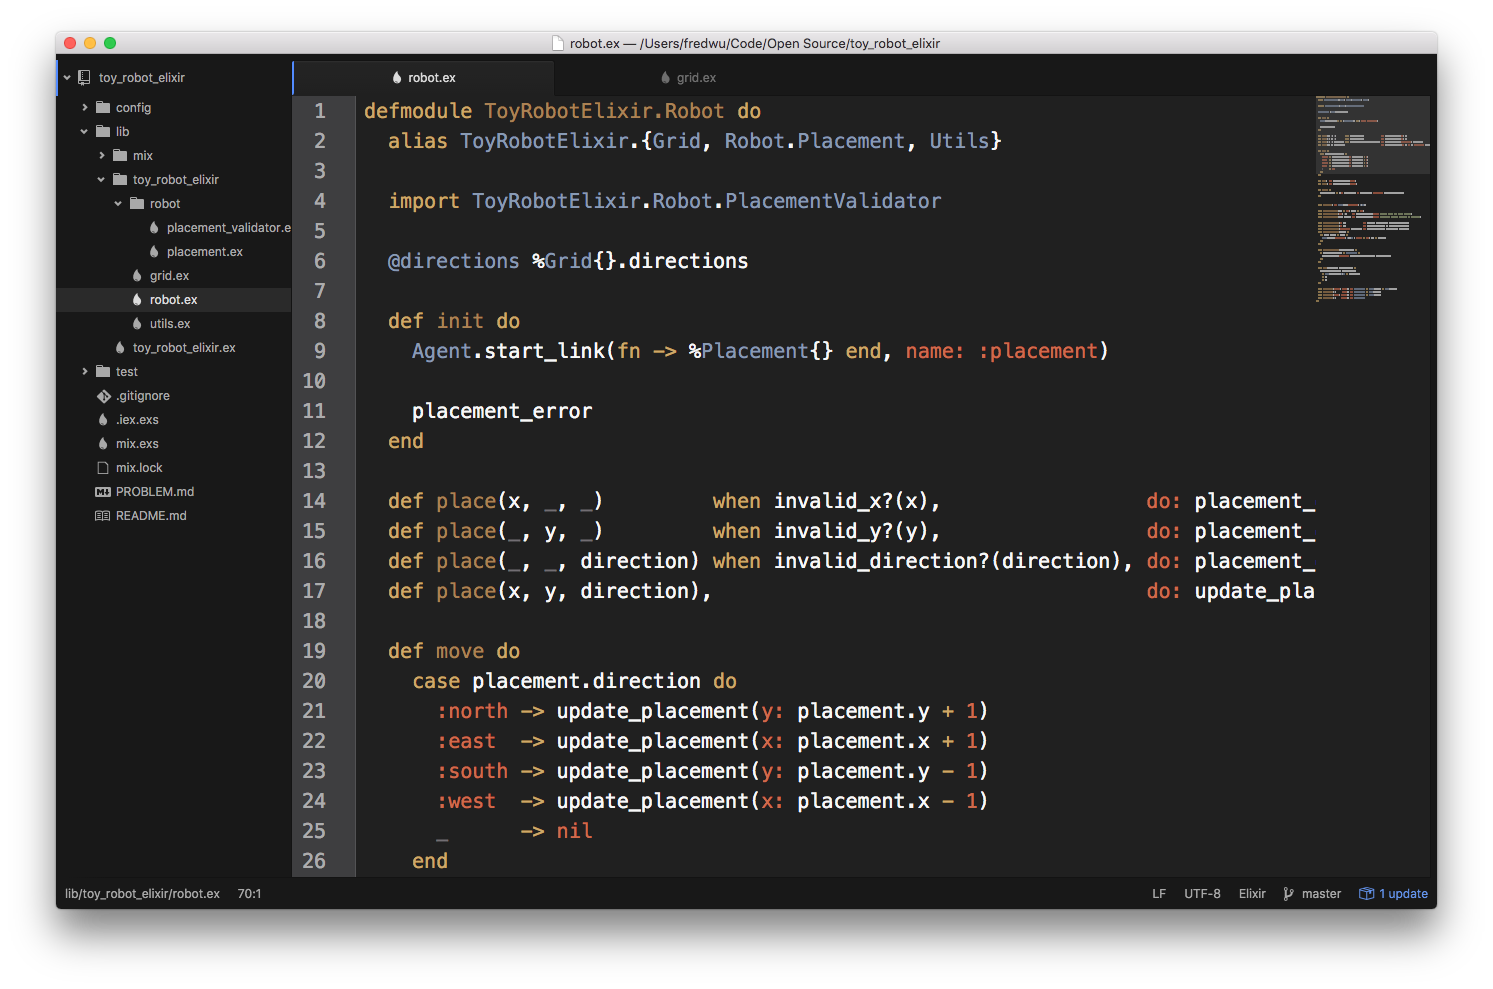 robot.ex — /Users/fredwu/Code/Open Source/toy_robot_elixir
toy_robot_elixir
config
lib
mix
toy_robot_elixir
robot
placement_validator.e
placement.ex
grid.ex
robot.ex
utils.ex
toy_robot_elixir.ex
test
.gitignore
.iex.exs
mix.exs
mix.lock
PROBLEM.md
README.md
robot.ex
grid.ex
1 defmodule ToyRobotElixir.Robot do
2   alias ToyRobotElixir.{Grid, Robot.Placement, Utils}
3
4   import ToyRobotElixir.Robot.PlacementValidator
5
6   @directions %Grid{}.directions
7
8   def init do
9     Agent.start_link(fn -> %Placement{} end, name: :placement)
10
11     placement_error
12   end
13
14   def place(x, _, _)         when invalid_x?(x),                 do: placement_
15   def place(_, y, _)         when invalid_y?(y),                 do: placement_
16   def place(_, _, direction) when invalid_direction?(direction), do: placement_
17   def place(x, y, direction),                                    do: update_pla
18
19   def move do
20     case placement.direction do
21       :north -> update_placement(y: placement.y + 1)
22       :east  -> update_placement(x: placement.x + 1)
23       :south -> update_placement(y: placement.y - 1)
24       :west  -> update_placement(x: placement.x - 1)
25       _      -> nil
26     end
lib/toy_robot_elixir/robot.ex 70:1
LF UTF-8 Elixir master 1 update